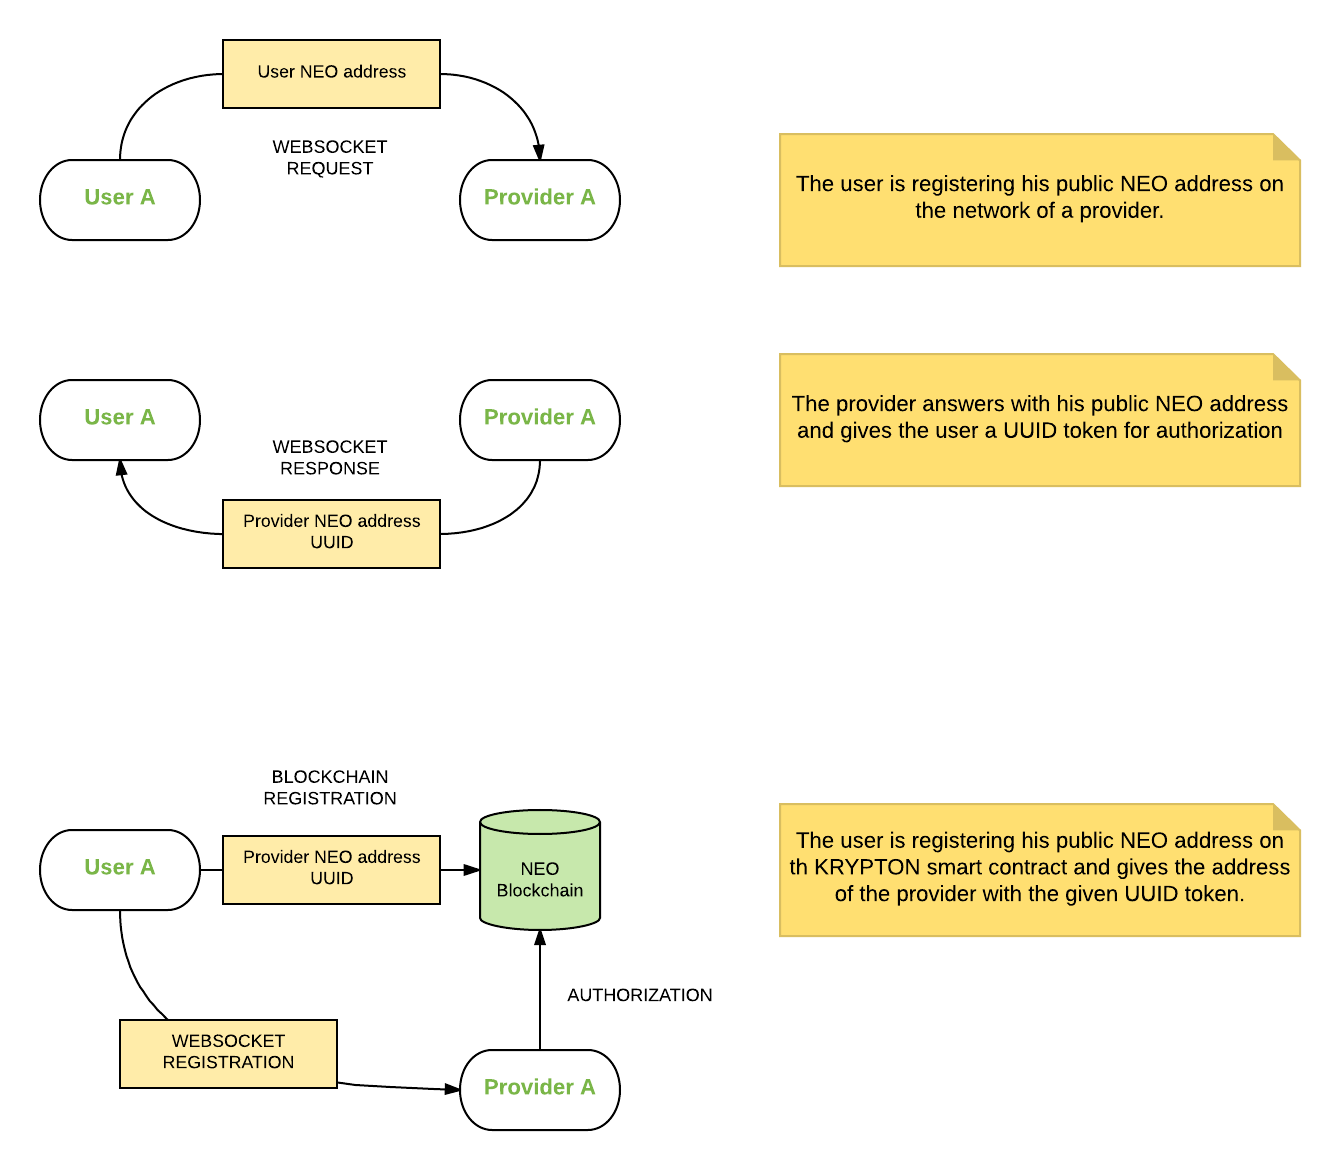 User NEO address
WEBSOCKET
REQUEST
User A
Provider A
The user is registering his public NEO address on
the network of a provider.
User A
Provider A
WEBSOCKET
RESPONSE
Provider NEO address
UUID
The provider answers with his public NEO address
and gives the user a UUID token for authorization
BLOCKCHAIN
REGISTRATION
User A
Provider NEO address
UUID
NEO
Blockchain
The user is registering his public NEO address on
th KRYPTON smart contract and gives the address
of the provider with the given UUID token.
AUTHORIZATION
WEBSOCKET
REGISTRATION
Provider A